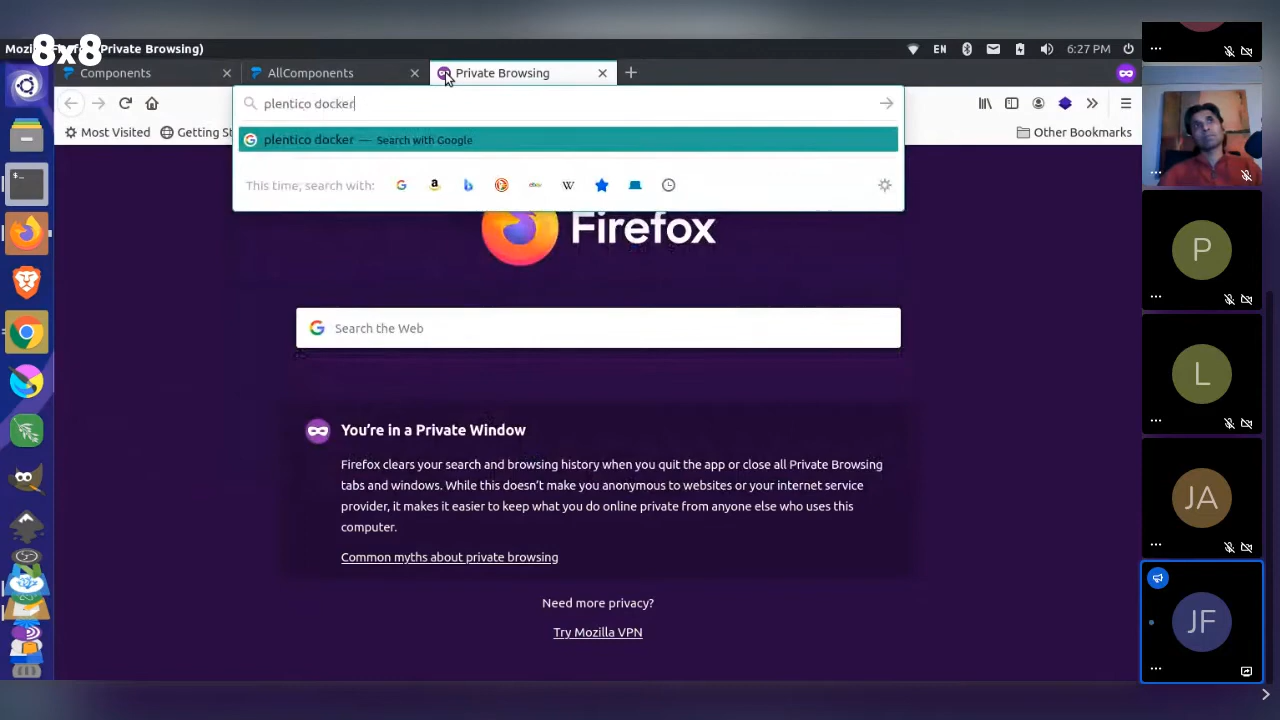 8x8
Private Browsing)
EN
6:27 PM
Components
AllComponents
Private Browsing
plentico docker
plentico docker — Search with Google
This time, search with:
Most Visited
Getting St
Other Bookmarks
Firefox
Search the Web
You're in a Private Window
Firefox clears your search and browsing history when you quit the app or close all Private Browsing
tabs and windows. While this doesn't make you anonymous to websites or your internet service
provider, it makes it easier to keep what you do online private from anyone else who uses this
computer.
Common myths about private browsing
Need more privacy?
Try Mozilla VPN
P
L
JA
JF